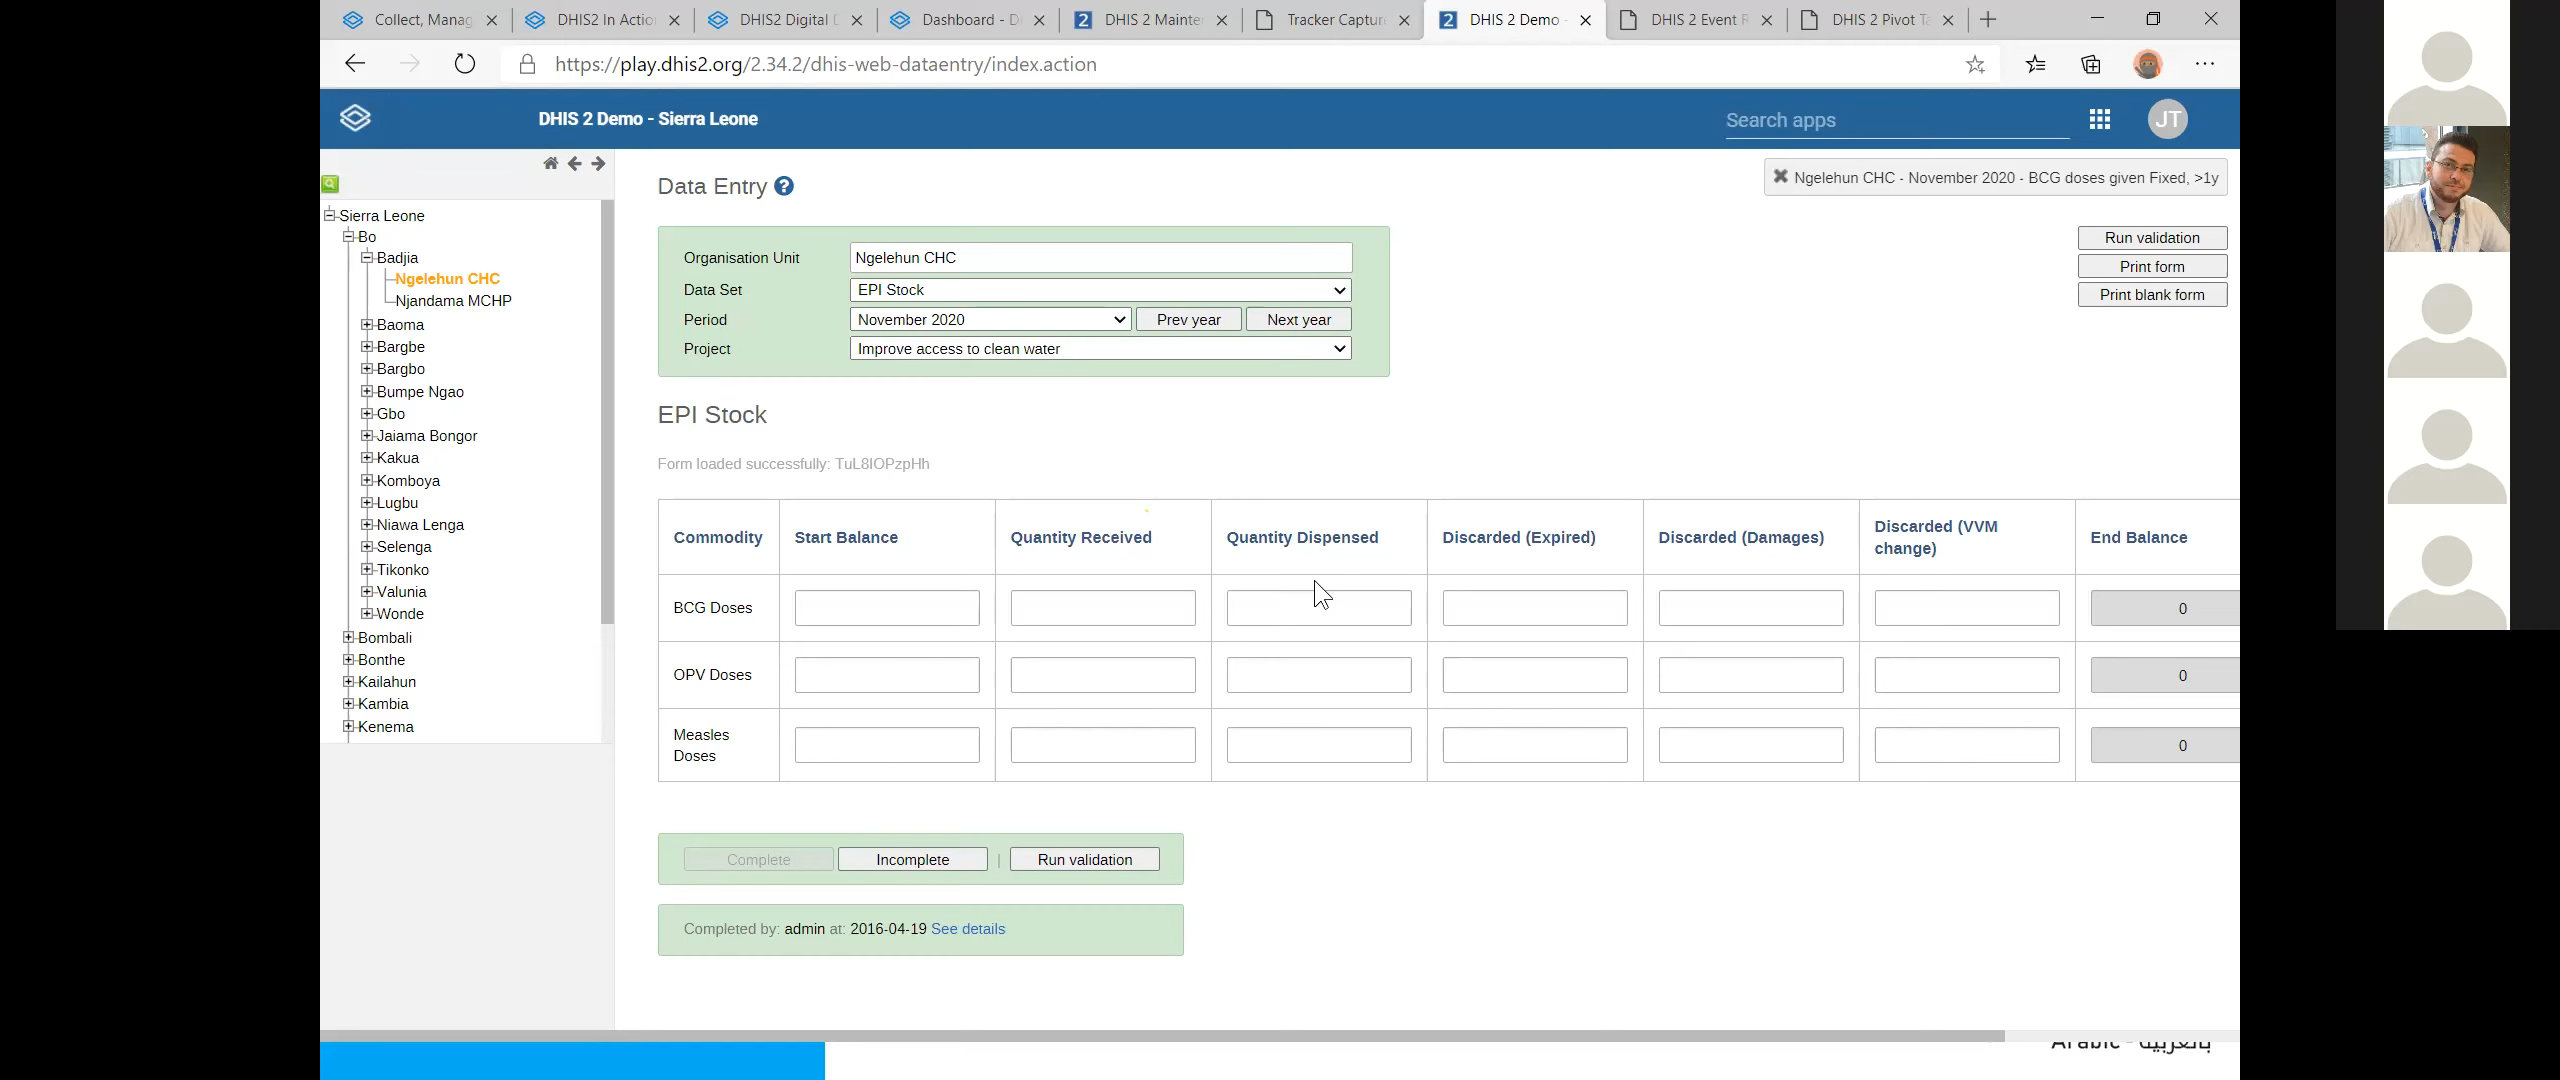 Collect, Manag
DHIS2 In Actio
DHIS2 Digital
Dashboard - D
2 DHIS 2 Mainte
Tracker Captur
2 DHIS 2 Demo -
DHIS 2 Event R
DHIS 2 Pivot Ta
https://play.dhis2.org/2.34.2/dhis-web-dataentry/index.action
DHIS 2 Demo - Sierra Leone
Search apps
JT
Sierra Leone
Bo
Badjia
Ngelehun CHC
Njandama MCHP
Baoma
Bargbe
Bargbo
Bumpe Ngao
Gbo
Jaiama Bongor
Kakua
Komboya
Lugbu
Niawa Lenga
Selenga
Tikonko
Valunia
Wonde
Bombali
Bonthe
Kailahun
Kambia
Kenema
Data Entry ?
Ngelehun CHC - November 2020 - BCG doses given Fixed, >1y
Organisation Unit Ngelehun CHC
Data Set EPI Stock
Period November 2020 Prev year Next year
Project Improve access to clean water
Run validation
Print form
Print blank form
EPI Stock
Form loaded successfully: TuL8IOPzpHh
Commodity Start Balance Quantity Received Quantity Dispensed Discarded (Expired) Discarded (Damages) Discarded (VVM change) End Balance
BCG Doses 0
OPV Doses 0
Measles Doses 0
Complete Incomplete | Run validation
Completed by: admin at: 2016-04-19 See details
Arabic - بالعربية